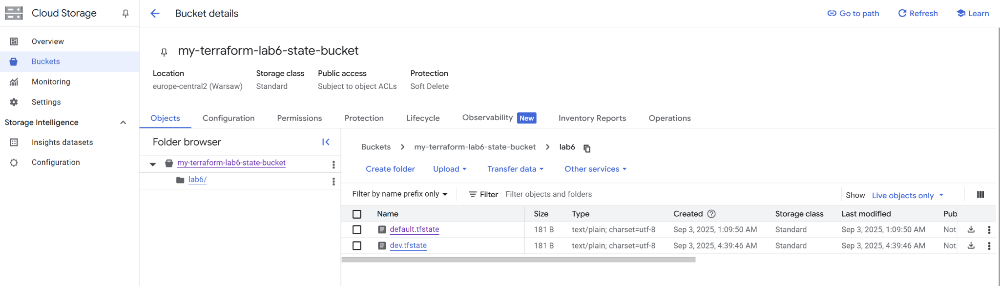 Cloud Storage
Bucket details
Go to path
Refresh
Learn
Overview
Buckets
Monitoring
Settings
Storage Intelligence
Insights datasets
Configuration
my-terraform-lab6-state-bucket
Location Storage class Public access Protection
europe-central2 (Warsaw) Standard Subject to object ACLs Soft Delete
Objects Configuration Permissions Protection Lifecycle Observability New Inventory Reports Operations
Folder browser
my-terraform-lab6-state-bucket
lab6/
Buckets > my-terraform-lab6-state-bucket > lab6
Create folder Upload Transfer data Other services
Filter by name prefix only Filter Filter objects and folders Show Live objects only
Name Size Type Created Storage class Last modified Pub
default.tfstate 181 B text/plain; charset=utf-8 Sep 3, 2025, 1:09:50 AM Standard Sep 3, 2025, 1:09:50 AM Not
dev.tfstate 181 B text/plain; charset=utf-8 Sep 3, 2025, 4:39:46 AM Standard Sep 3, 2025, 4:39:46 AM Not